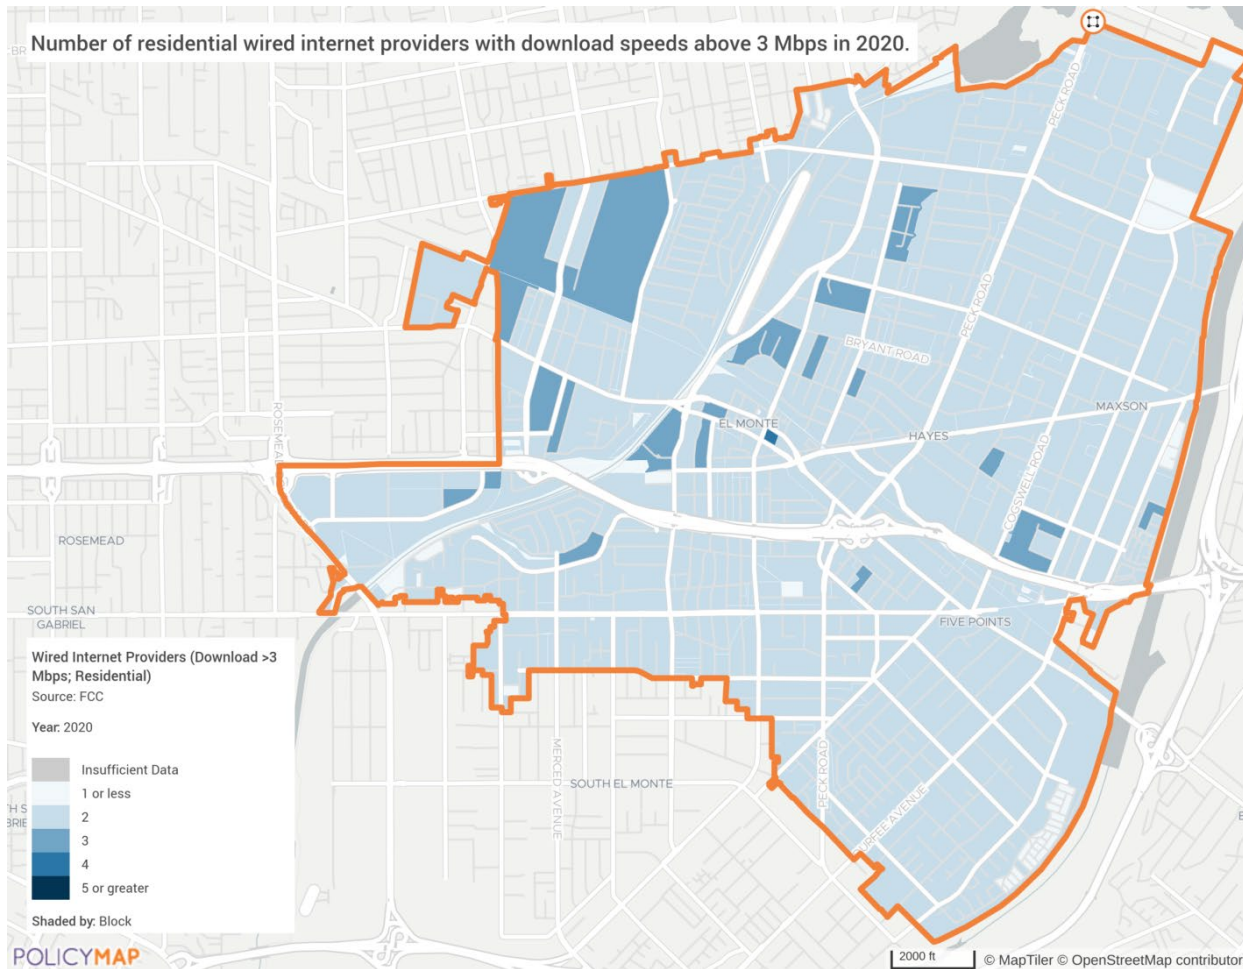 Number of residential wired internet providers with download speeds above 3 Mbps in 2020.
PECK ROAD
PECK ROAD
BRYANT ROAD
MAXSON
EL MONTE
HAYES
COGSWELL ROAD
ROSEMEAD
SOUTH SAN
GABRIEL
FIVE POINTS
MERCED AVENUE
SOUTH EL MONTE
PECK ROAD
DURFEE AVENUE
Wired Internet Providers (Download >3
Mbps; Residential)
Source: FCC
Year: 2020
Insufficient Data
1 or less
2
3
4
5 or greater
Shaded by: Block
POLICYMAP
2000 ft
© MapTiler © OpenStreetMap contributor